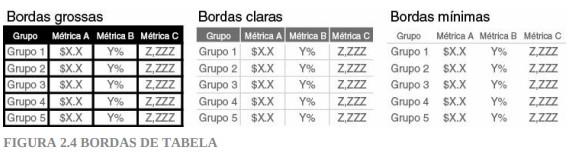 Bordas grossas
Grupo Métrica A Métrica B Métrica C
Grupo 1 $X.X Y% Z,ZZZ
Grupo 2 $X.X Y% Z,ZZZ
Grupo 3 $X.X Y% Z,ZZZ
Grupo 4 $X.X Y% Z,ZZZ
Grupo 5 $X.X Y% Z,ZZZ
Bordas claras
Grupo Métrica A Métrica B Métrica C
Grupo 1 $X.X Y% Z,ZZZ
Grupo 2 $X.X Y% Z,ZZZ
Grupo 3 $X.X Y% Z,ZZZ
Grupo 4 $X.X Y% Z,ZZZ
Grupo 5 $X.X Y% Z,ZZZ
Bordas mínimas
Grupo Métrica A Métrica B Métrica C
Grupo 1 $X.X Y% Z,ZZZ
Grupo 2 $X.X Y% Z,ZZZ
Grupo 3 $X.X Y% Z,ZZZ
Grupo 4 $X.X Y% Z,ZZZ
Grupo 5 $X.X Y% Z,ZZZ
FIGURA 2.4 BORDAS DE TABELA